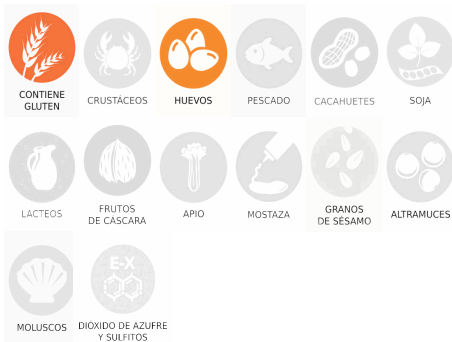 CONTIENE
GLUTEN
CRUSTÁCEOS
HUEVOS
PESCADO
CACAHUETES
SOJA
LÁCTEOS
FRUTOS
DE CÁSCARA
APIO
MOSTAZA
GRANOS
DE SÉSAMO
ALTRAMUCES
MOLUSCOS
E-X
DIÓXIDO DE AZUFRE
Y SULFITOS